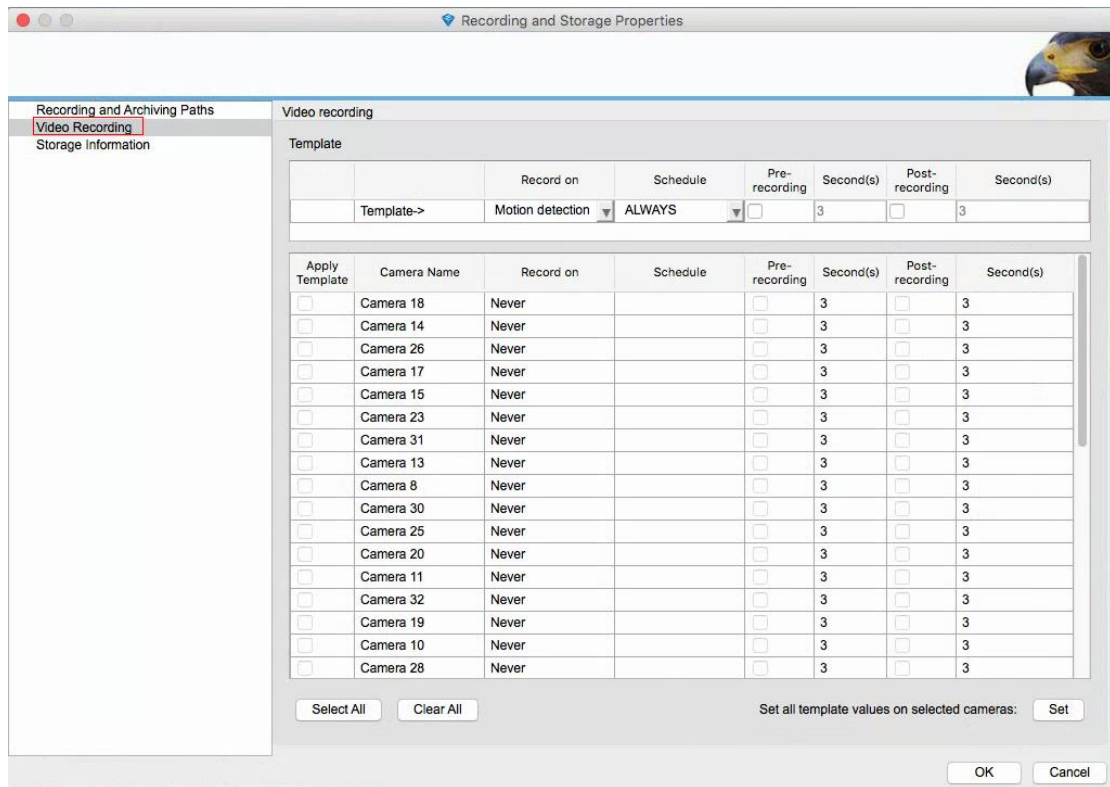 Recording and Storage Properties
Recording and Archiving Paths
Video Recording
Storage Information
Video recording
Template
Record on Schedule Pre-recording Second(s) Post-recording Second(s)
Template-> Motion detection ALWAYS 3 3
Apply Template Camera Name Record on Schedule Pre-recording Second(s) Post-recording Second(s)
Camera 18 Never 3 3
Camera 14 Never 3 3
Camera 26 Never 3 3
Camera 17 Never 3 3
Camera 15 Never 3 3
Camera 23 Never 3 3
Camera 31 Never 3 3
Camera 13 Never 3 3
Camera 8 Never 3 3
Camera 30 Never 3 3
Camera 25 Never 3 3
Camera 20 Never 3 3
Camera 11 Never 3 3
Camera 32 Never 3 3
Camera 19 Never 3 3
Camera 10 Never 3 3
Camera 28 Never 3 3
Select All Clear All Set all template values on selected cameras: Set
OK Cancel